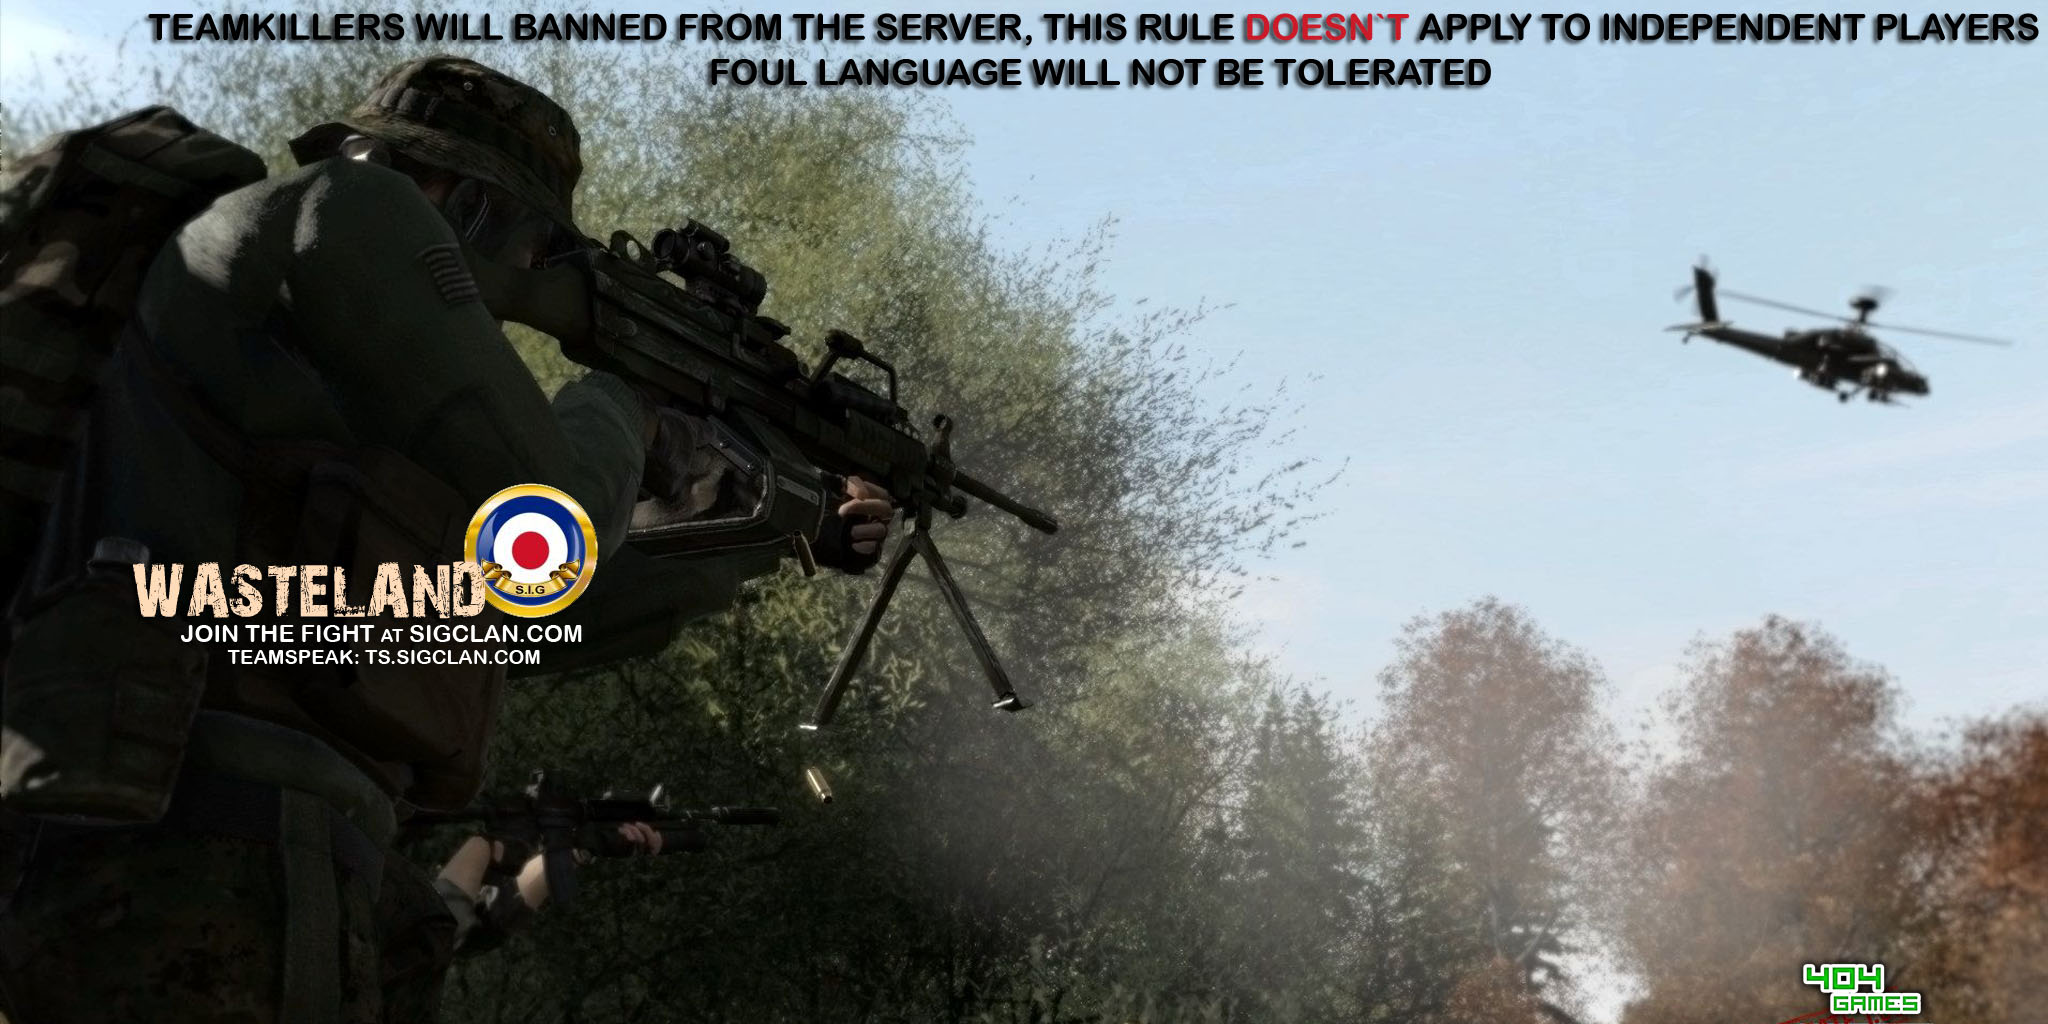 TEAMKILLERS WILL BANNED FROM THE SERVER, THIS RULE DOESN`T APPLY TO INDEPENDENT PLAYERS
FOUL LANGUAGE WILL NOT BE TOLERATED
S.I.G
WASTELAND
JOIN THE FIGHT AT SIGCLAN.COM
TEAMSPEAK: TS.SIGCLAN.COM
404
GAMES